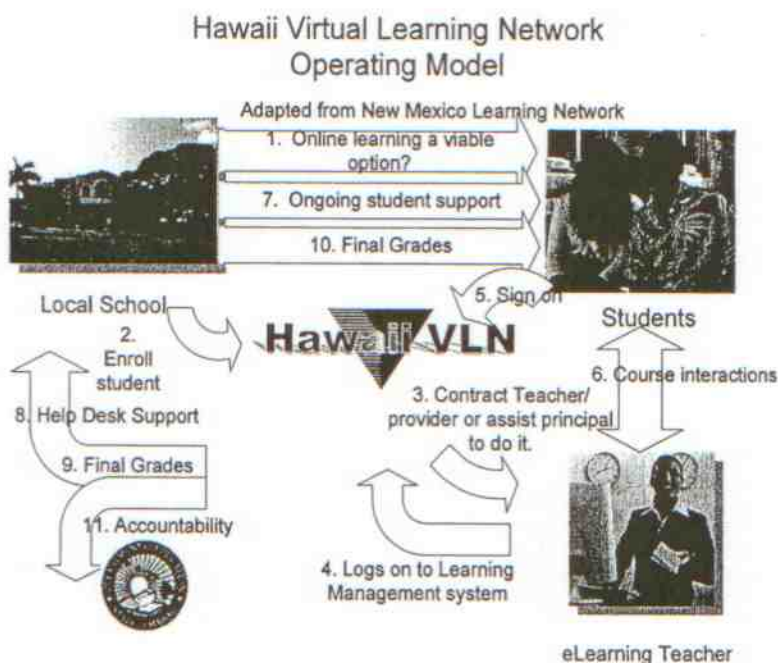 Hawaii Virtual Learning Network
Operating Model
Adapted from New Mexico Learning Network
1. Online learning a viable
option?
7. Ongoing student support
10. Final Grades
5. Sign on
Local School
Students
Hawaii VLN
2.
Enroll
student
6. Course interactions
3. Contract Teacher/
provider or assist principal
to do it.
8. Help Desk Support
9. Final Grades
11. Accountability
4. Logs on to Learning
Management system
eLearning Teacher